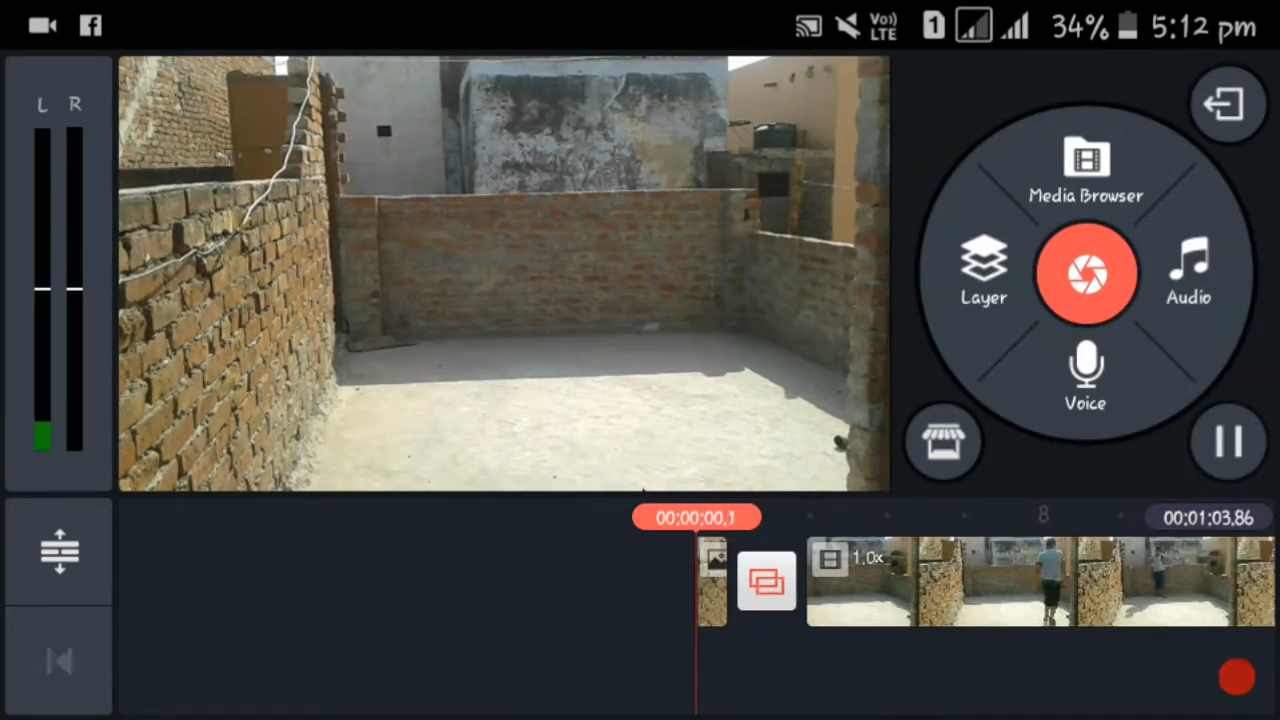 Vo))
LTE
1
34%
5:12 pm
L R
Media Browser
Layer
Audio
Voice
00:00:00.1
8
00:01:03.86
1.0x